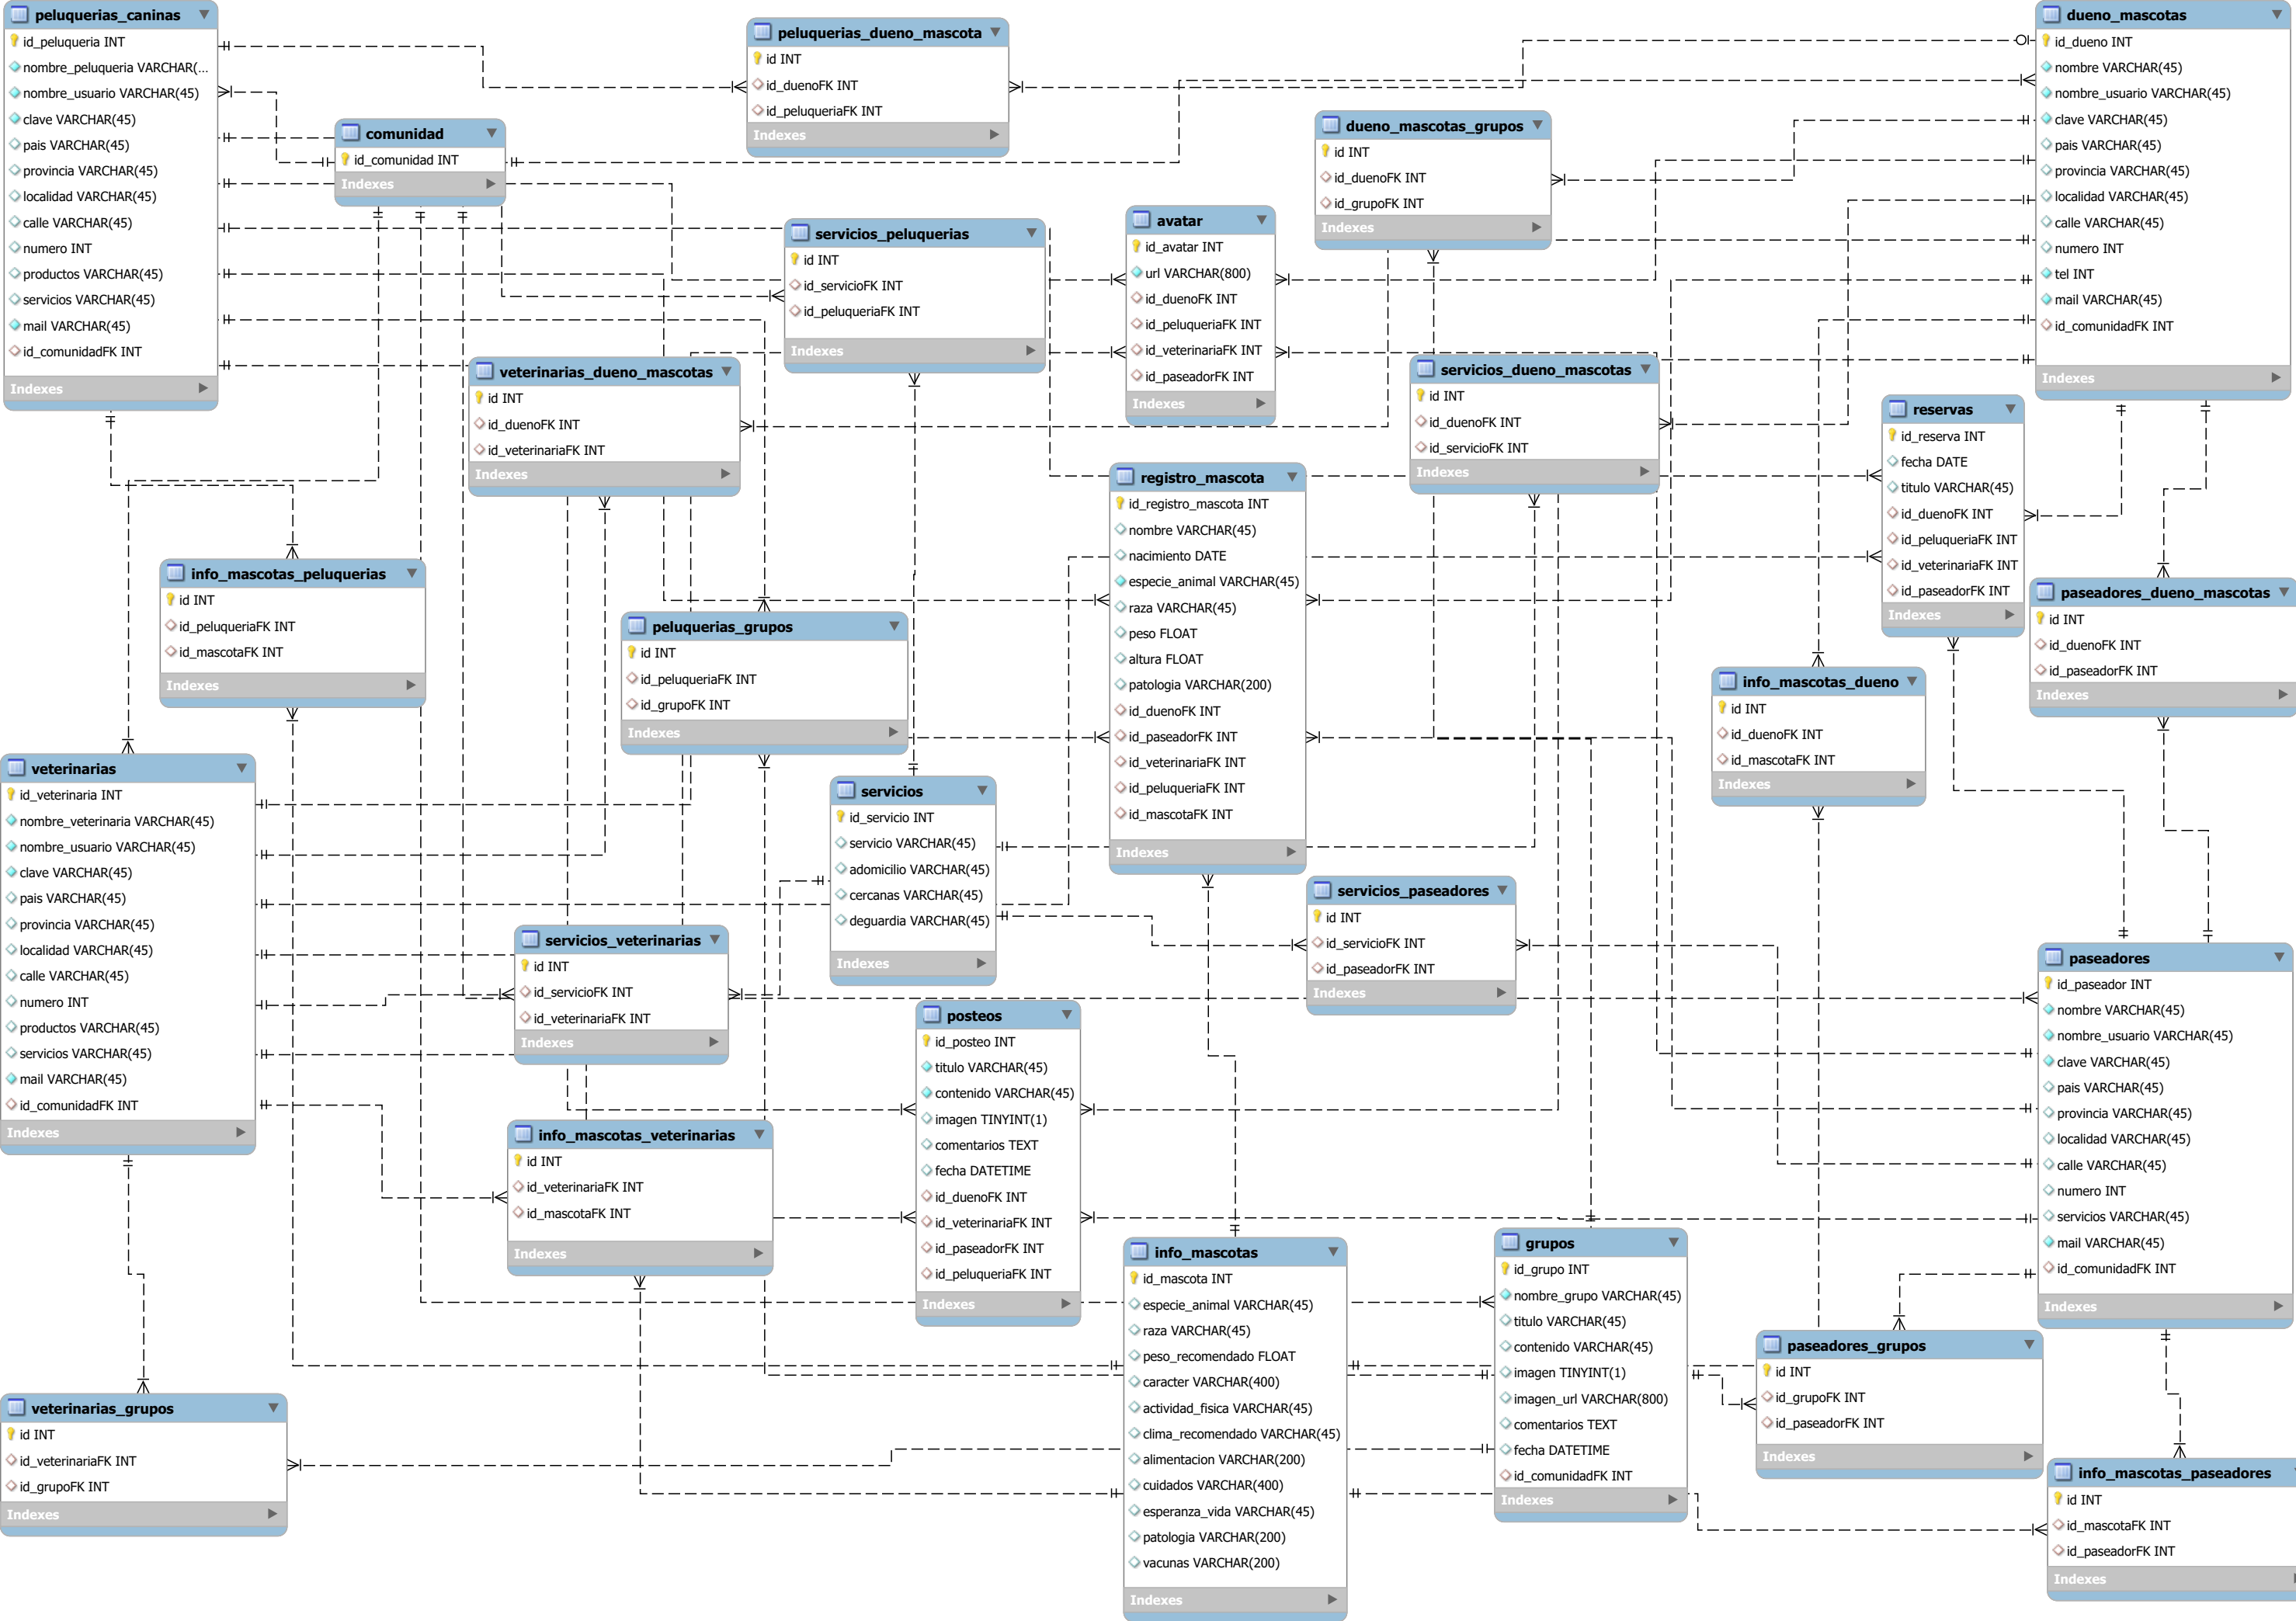 peluquerias_caninas
id_peluqueria INT
nombre_peluqueria VARCHAR(...
nombre_usuario VARCHAR(45)
clave VARCHAR(45)
pais VARCHAR(45)
provincia VARCHAR(45)
localidad VARCHAR(45)
calle VARCHAR(45)
numero INT
productos VARCHAR(45)
servicios VARCHAR(45)
mail VARCHAR(45)
id_comunidadFK INT
Indexes
peluquerias_dueno_mascota
id INT
id_duenoFK INT
id_peluqueriaFK INT
Indexes
dueno_mascotas
id_dueno INT
nombre VARCHAR(45)
nombre_usuario VARCHAR(45)
clave VARCHAR(45)
pais VARCHAR(45)
provincia VARCHAR(45)
localidad VARCHAR(45)
calle VARCHAR(45)
numero INT
tel INT
mail VARCHAR(45)
id_comunidadFK INT
Indexes
comunidad
id_comunidad INT
Indexes
dueno_mascotas_grupos
id INT
id_duenoFK INT
id_grupoFK INT
Indexes
servicios_peluquerias
id INT
id_servicioFK INT
id_peluqueriaFK INT
Indexes
avatar
id_avatar INT
url VARCHAR(800)
id_duenoFK INT
id_peluqueriaFK INT
id_veterinariaFK INT
id_paseadorFK INT
Indexes
veterinarias_dueno_mascotas
id INT
id_duenoFK INT
id_veterinariaFK INT
Indexes
servicios_dueno_mascotas
id INT
id_duenoFK INT
id_servicioFK INT
Indexes
reservas
id_reserva INT
fecha DATE
titulo VARCHAR(45)
id_duenoFK INT
id_peluqueriaFK INT
id_veterinariaFK INT
id_paseadorFK INT
Indexes
registro_mascota
id_registro_mascota INT
nombre VARCHAR(45)
nacimiento DATE
especie_animal VARCHAR(45)
raza VARCHAR(45)
peso FLOAT
altura FLOAT
patologia VARCHAR(200)
id_duenoFK INT
id_paseadorFK INT
id_veterinariaFK INT
id_peluqueriaFK INT
id_mascotaFK INT
Indexes
info_mascotas_peluquerias
id INT
id_peluqueriaFK INT
id_mascotaFK INT
Indexes
paseadores_dueno_mascotas
id INT
id_duenoFK INT
id_paseadorFK INT
Indexes
peluquerias_grupos
id INT
id_peluqueriaFK INT
id_grupoFK INT
Indexes
info_mascotas_dueno
id INT
id_duenoFK INT
id_mascotaFK INT
Indexes
veterinarias
id_veterinaria INT
nombre_veterinaria VARCHAR(45)
nombre_usuario VARCHAR(45)
clave VARCHAR(45)
pais VARCHAR(45)
provincia VARCHAR(45)
localidad VARCHAR(45)
calle VARCHAR(45)
numero INT
productos VARCHAR(45)
servicios VARCHAR(45)
mail VARCHAR(45)
id_comunidadFK INT
Indexes
servicios
id_servicio INT
servicio VARCHAR(45)
adomicilio VARCHAR(45)
cercanas VARCHAR(45)
deguardia VARCHAR(45)
Indexes
servicios_paseadores
id INT
id_servicioFK INT
id_paseadorFK INT
Indexes
servicios_veterinarias
id INT
id_servicioFK INT
id_veterinariaFK INT
Indexes
paseadores
id_paseador INT
nombre VARCHAR(45)
nombre_usuario VARCHAR(45)
clave VARCHAR(45)
pais VARCHAR(45)
provincia VARCHAR(45)
localidad VARCHAR(45)
calle VARCHAR(45)
numero INT
servicios VARCHAR(45)
mail VARCHAR(45)
id_comunidadFK INT
Indexes
posteos
id_posteo INT
titulo VARCHAR(45)
contenido VARCHAR(45)
imagen TINYINT(1)
comentarios TEXT
fecha DATETIME
id_duenoFK INT
id_veterinariaFK INT
id_paseadorFK INT
id_peluqueriaFK INT
Indexes
info_mascotas_veterinarias
id INT
id_veterinariaFK INT
id_mascotaFK INT
Indexes
info_mascotas
id_mascota INT
especie_animal VARCHAR(45)
raza VARCHAR(45)
peso_recomendado FLOAT
caracter VARCHAR(400)
actividad_fisica VARCHAR(45)
clima_recomendado VARCHAR(45)
alimentacion VARCHAR(200)
cuidados VARCHAR(400)
esperanza_vida VARCHAR(45)
patologia VARCHAR(200)
vacunas VARCHAR(200)
Indexes
grupos
id_grupo INT
nombre_grupo VARCHAR(45)
titulo VARCHAR(45)
contenido VARCHAR(45)
imagen TINYINT(1)
imagen_url VARCHAR(800)
comentarios TEXT
fecha DATETIME
id_comunidadFK INT
Indexes
paseadores_grupos
id INT
id_grupoFK INT
id_paseadorFK INT
Indexes
veterinarias_grupos
id INT
id_veterinariaFK INT
id_grupoFK INT
Indexes
info_mascotas_paseadores
id INT
id_mascotaFK INT
id_paseadorFK INT
Indexes